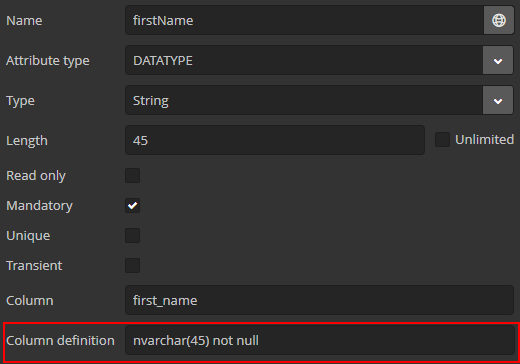 Name firstName
Attribute type DATATYPE
Type String
Length 45 Unlimited
Read only
Mandatory
Unique
Transient
Column first_name
Column definition nvarchar(45) not null